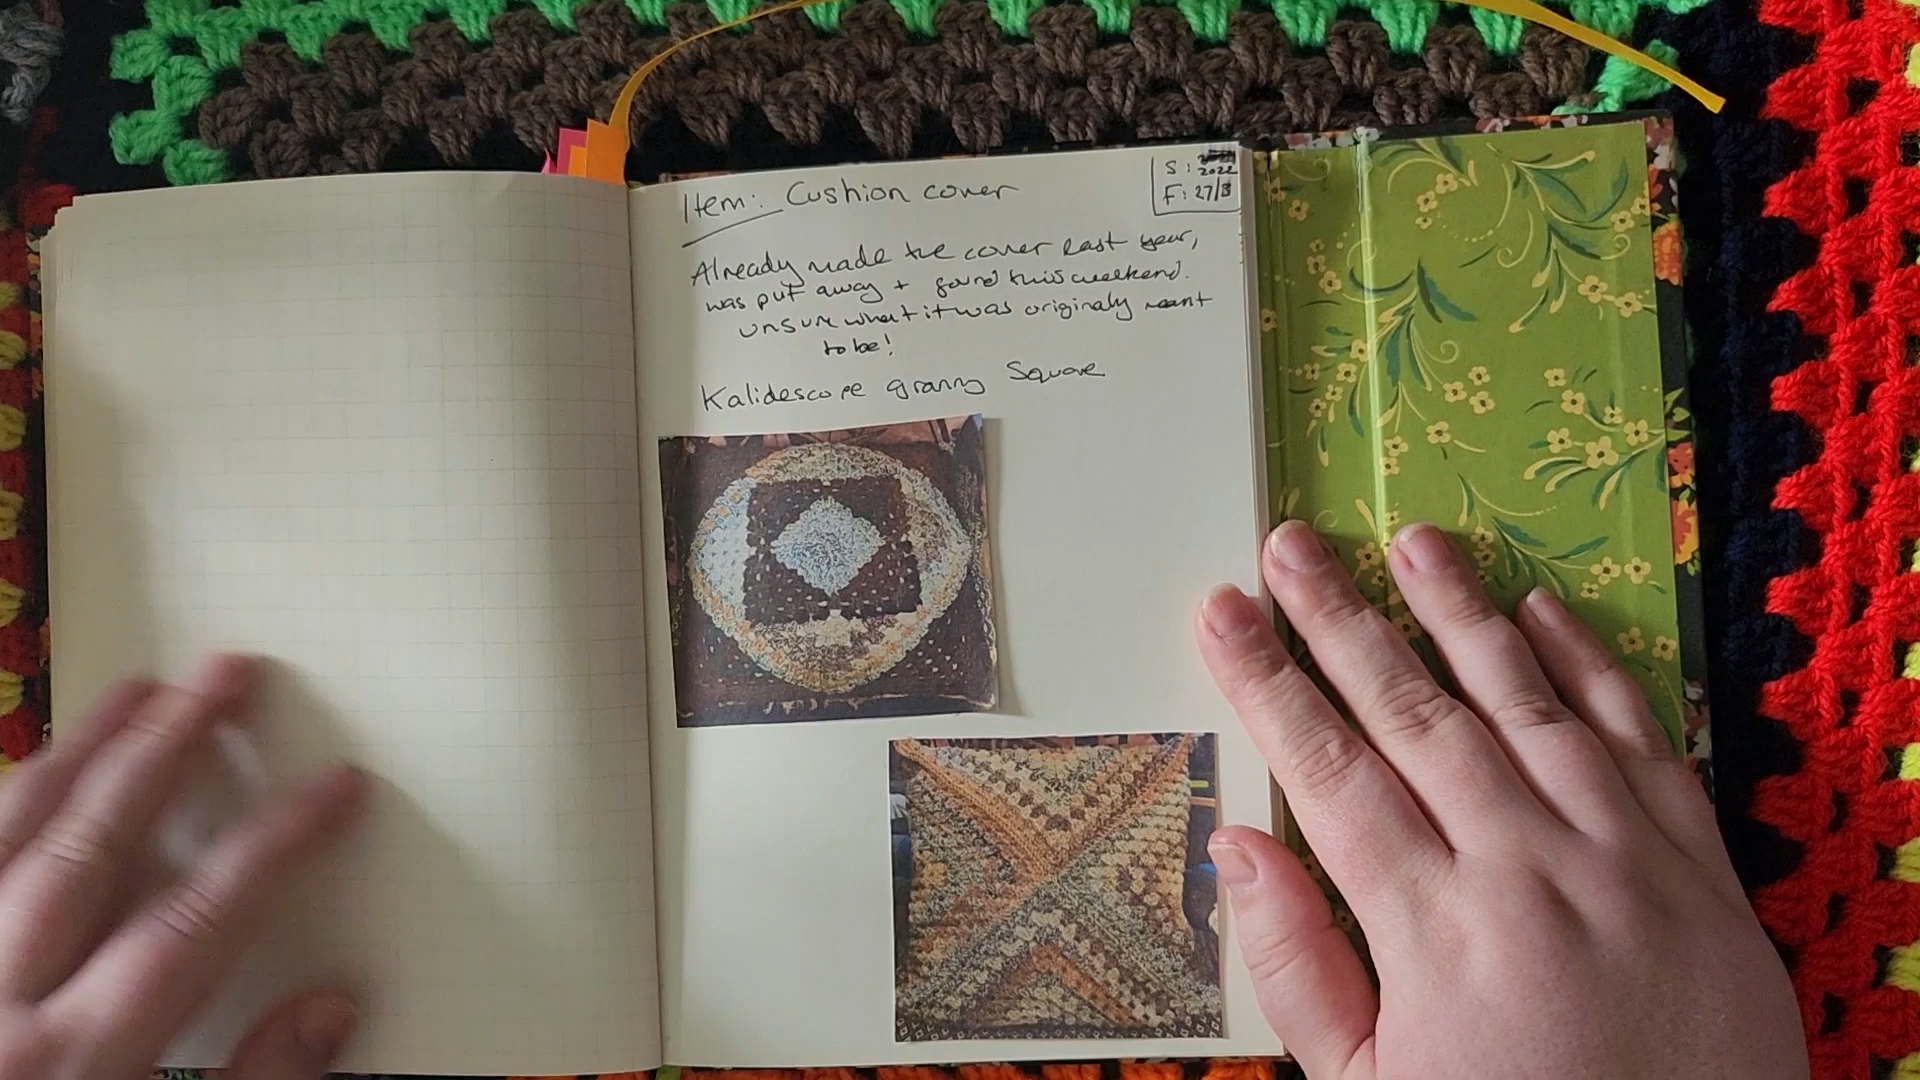 Item: Cushion cover
S: 2022
F: 27/3
Already made the cover last year,
was put away + found this weekend.
unsure what it was originaly meant
to be!
Kalidescope granny Square